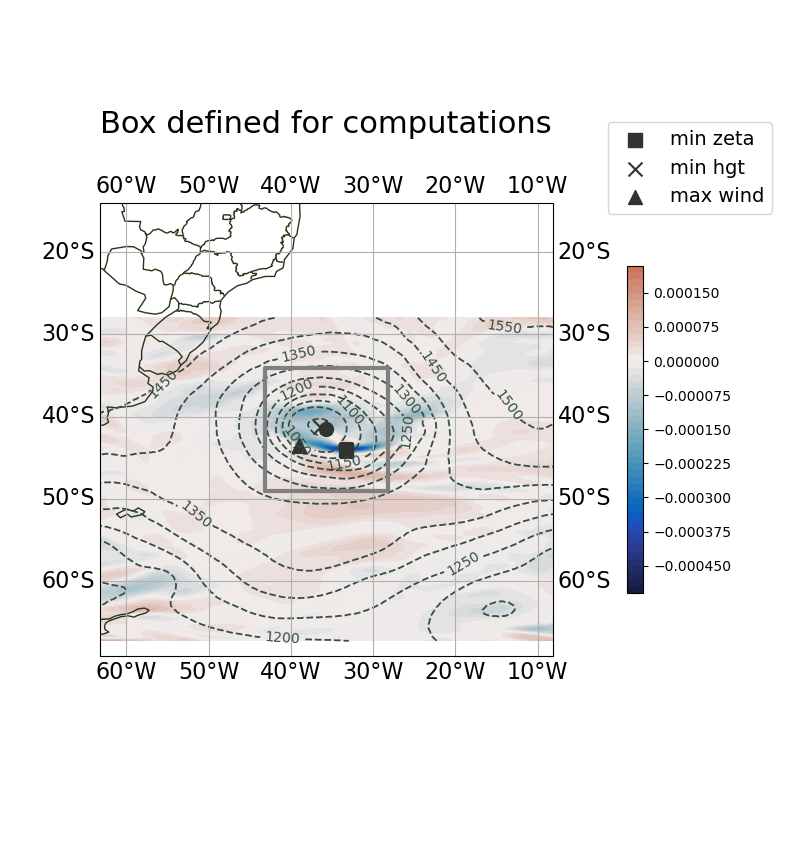 Box defined for computations
min zeta
min hgt
max wind
60°W 50°W 40°W 30°W 20°W 10°W
20°S 20°S
30°S 30°S
40°S 40°S
50°S 50°S
60°S 60°S
1550
1350
1450
1450
1200
1300
1500
1100
1250
1150
1350
1250
1200
60°W 50°W 40°W 30°W 20°W 10°W
0.000150
0.000075
0.000000
−0.000075
−0.000150
−0.000225
−0.000300
−0.000375
−0.000450